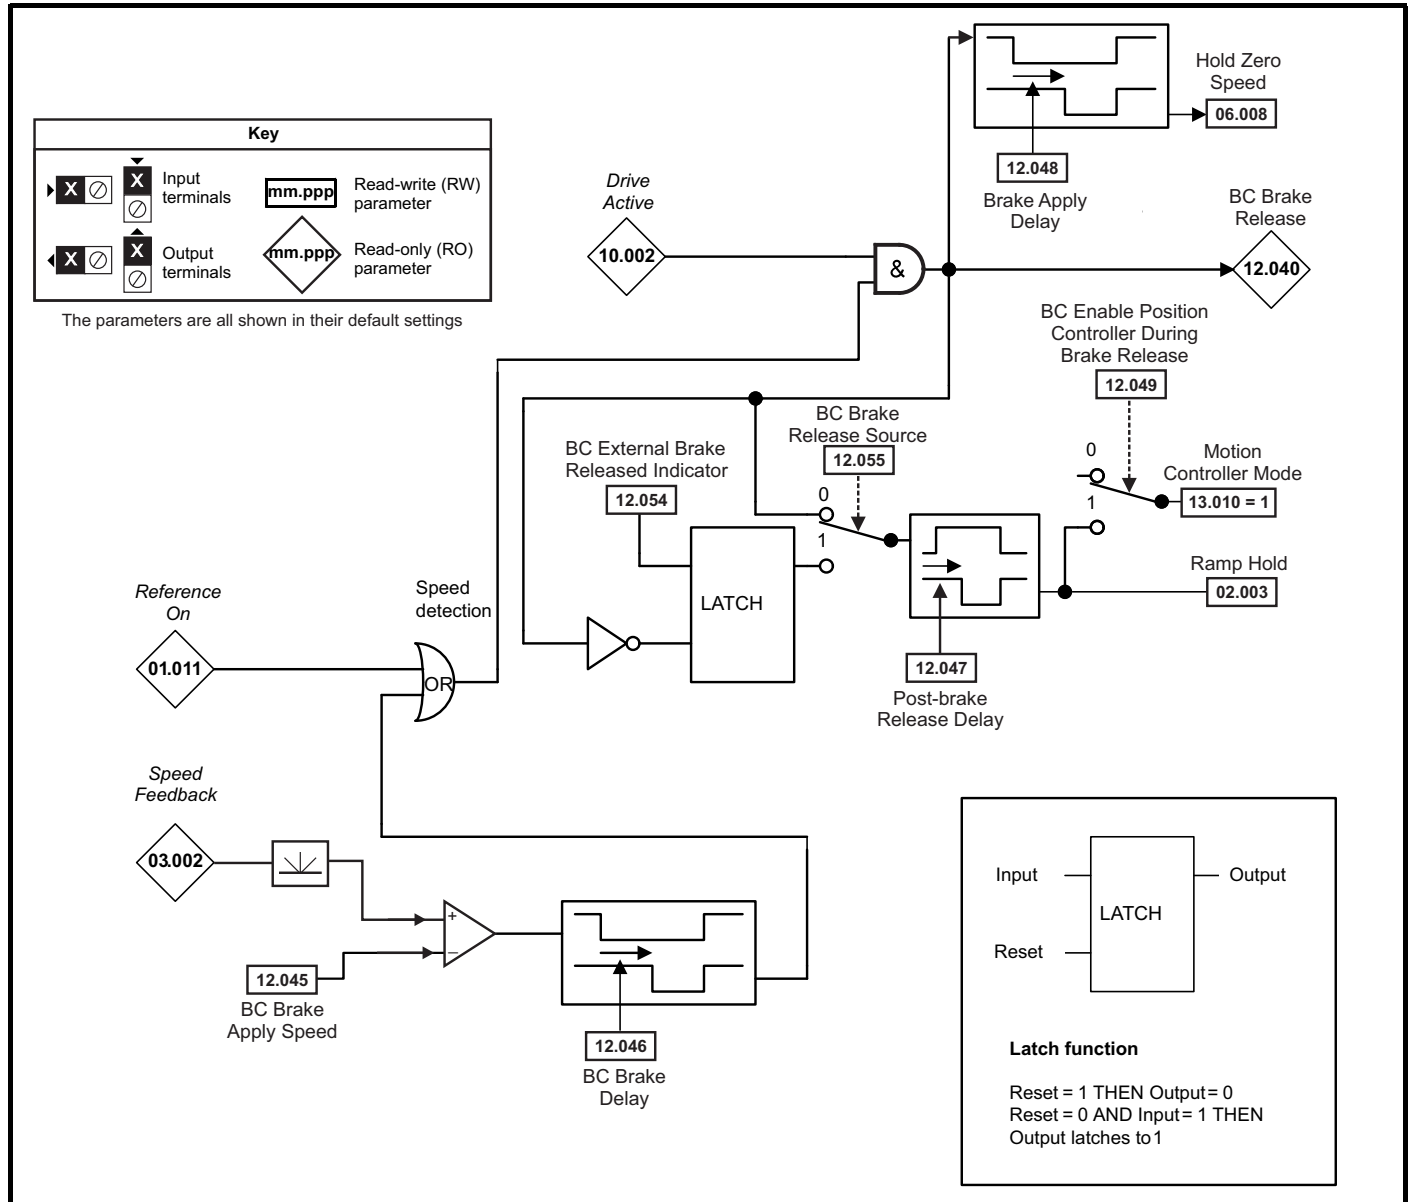 Hold Zero
Speed
06.008
12.048
Brake Apply
Delay
Key
X
X
Input
terminals
mm.ppp
Read-write (RW)
parameter
X
X
Output
terminals
mm.ppp
Read-only (RO)
parameter
The parameters are all shown in their default settings
Drive
Active
10.002
&
BC Brake
Release
12.040
BC Enable Position
Controller During
Brake Release
12.049
BC Brake
Release Source
12.055
BC External Brake
Released Indicator
12.054
0
1
LATCH
0
1
Motion
Controller Mode
13.010 = 1
Ramp Hold
02.003
12.047
Post-brake
Release Delay
Reference
On
01.011
Speed
detection
OR
Speed
Feedback
03.002
+
–
12.045
BC Brake
Apply Speed
12.046
BC Brake
Delay
Input
LATCH
Output
Reset
Latch function
Reset = 1 THEN Output = 0
Reset = 0 AND Input = 1 THEN
Output latches to 1